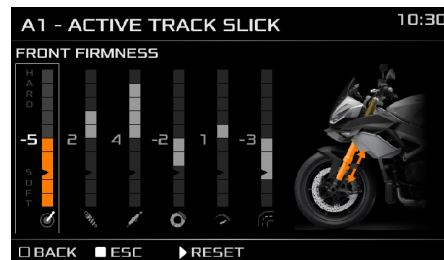 A1 - ACTIVE TRACK SLICK
10:30
FRONT FIRMNESS
HARD
-5 2 4 -2 1 -3
SOFT
BACK ESC RESET